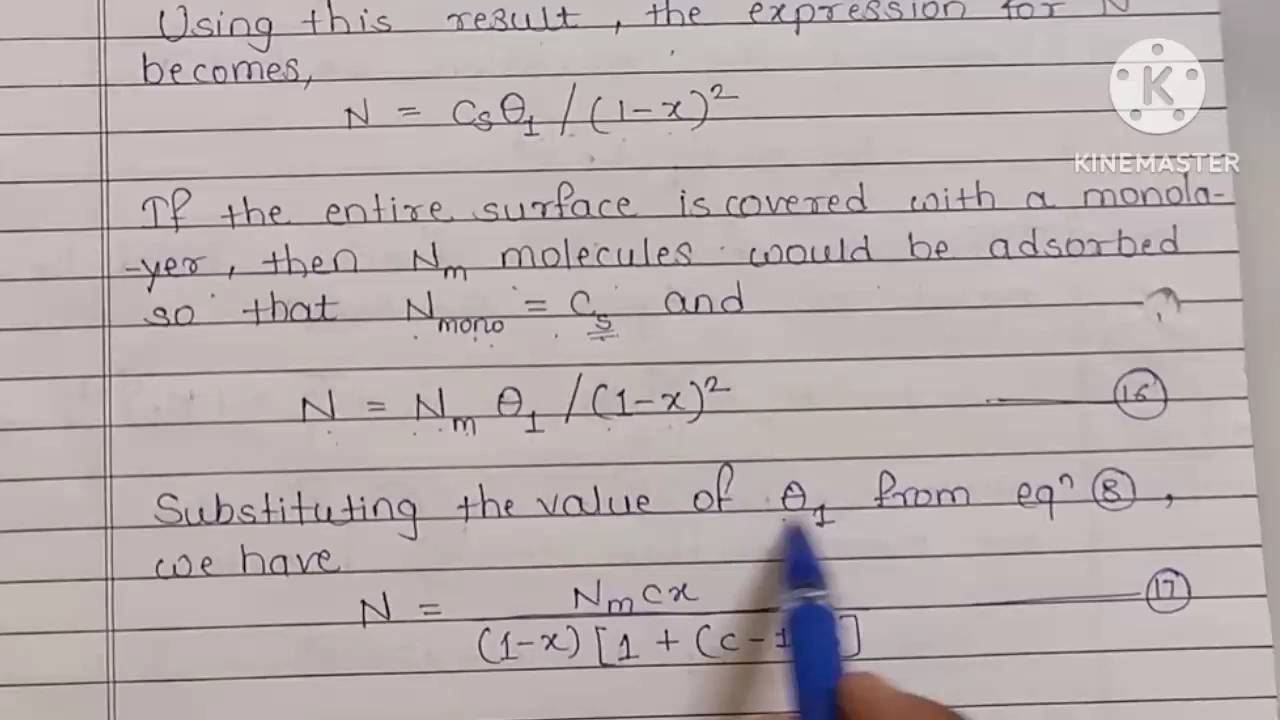 Using this result, the expression for N
becomes,
N = Csθ₁ / (1-x)²
K
KINEMASTER
If the entire surface is covered with a monola-
-yer, then Nm molecules would be adsorbed
so that Nmono = Cs and
N = Nm θ₁ / (1-x)² (16)
Substituting the value of θ₁ from eqⁿ (8),
we have
N = Nmcx / (1-x) [1 + (c-1 ] (17)